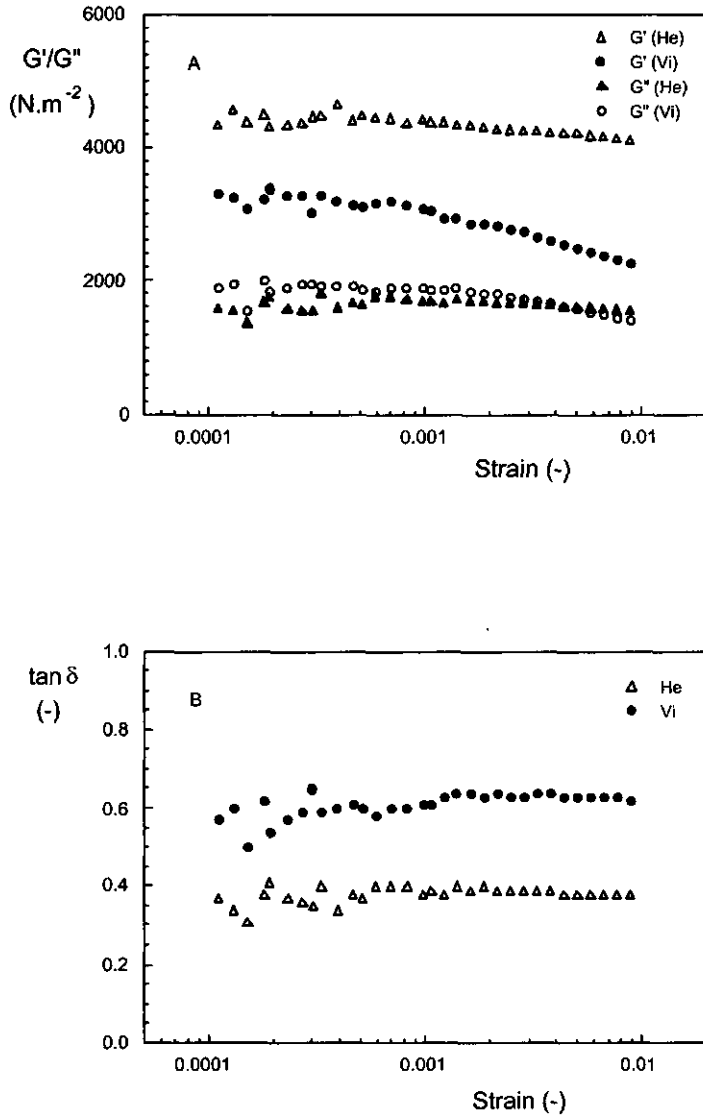 6000
G'/G"
(N.m⁻²)
A
G' (He)
G' (Vi)
G" (He)
G" (Vi)
4000
2000
0
0.0001
0.001
0.01
Strain (-)
1.0
tan δ
(-)
B
He
Vi
0.8
0.6
0.4
0.2
0.0
0.0001
0.001
0.01
Strain (-)